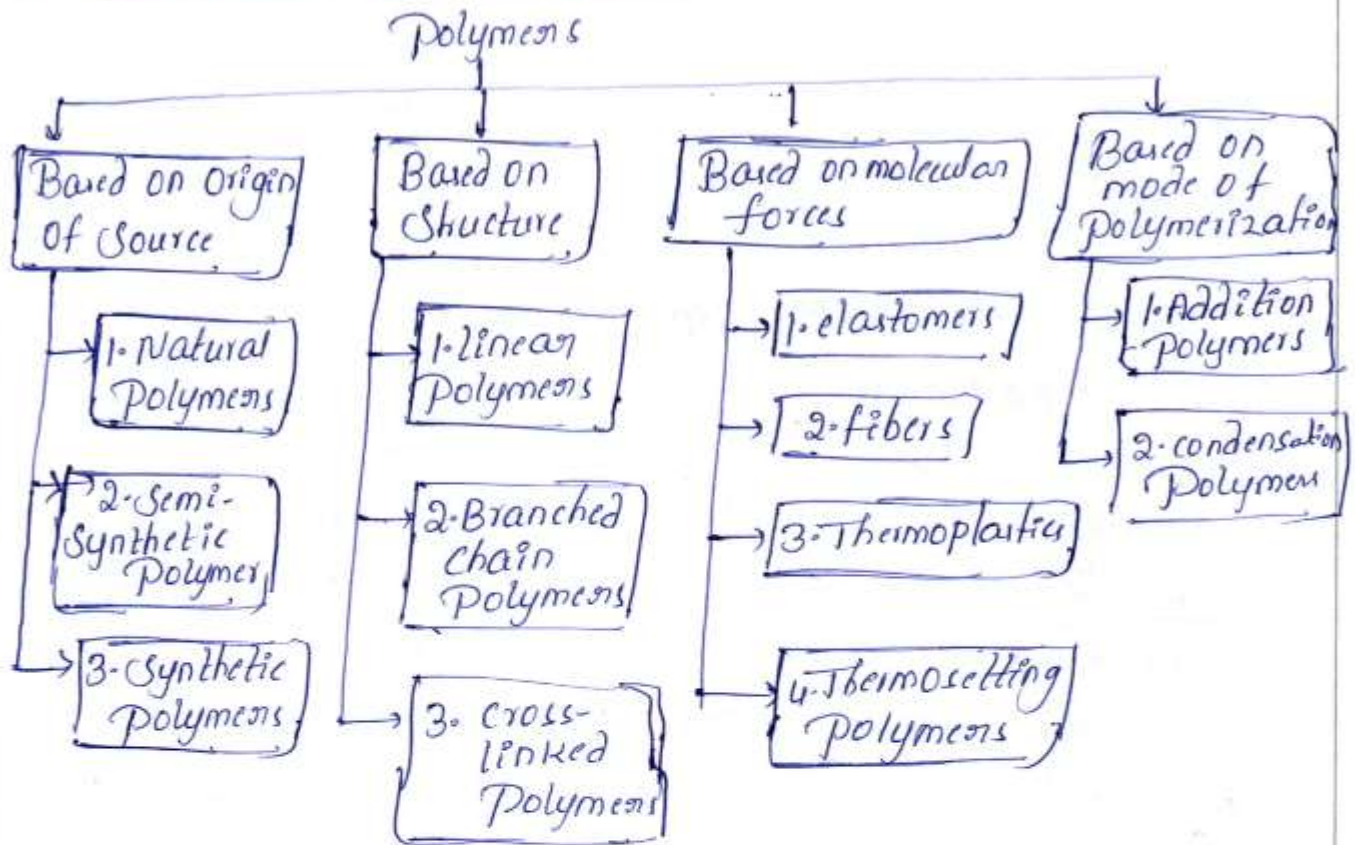 Polymers
Based on Origin
Of Source
1. Natural
Polymers
2. Semi-
Synthetic
Polymer
3. Synthetic
polymers
Based on
Structure
1. linear
Polymers
2. Branched
Chain
Polymers
3. Cross-
linked
Polymers
Based on molecular
forces
1. elastomers
2. fibers
3. Thermoplastics
4. Thermosetting
Polymers
Based on
mode of
Polymerization
1. Addition
polymers
2. condensation
Polymers